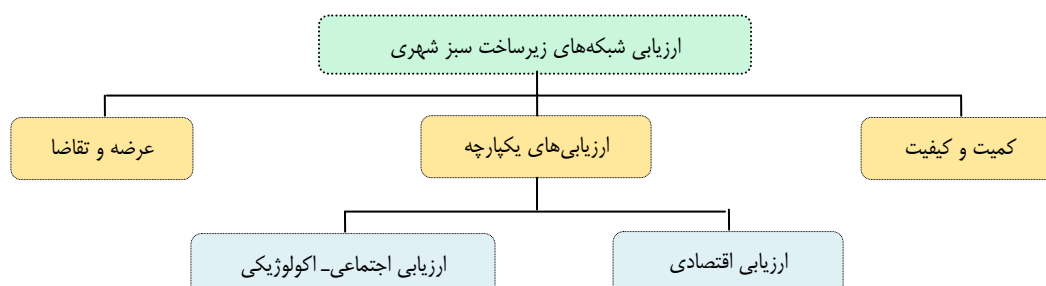 ارزیابی شبکه‌های زیرساخت سبز شهری
کمیت و کیفیت
ارزیابی‌های یکپارچه
عرضه و تقاضا
ارزیابی اقتصادی
ارزیابی اجتماعی- اکولوژیکی